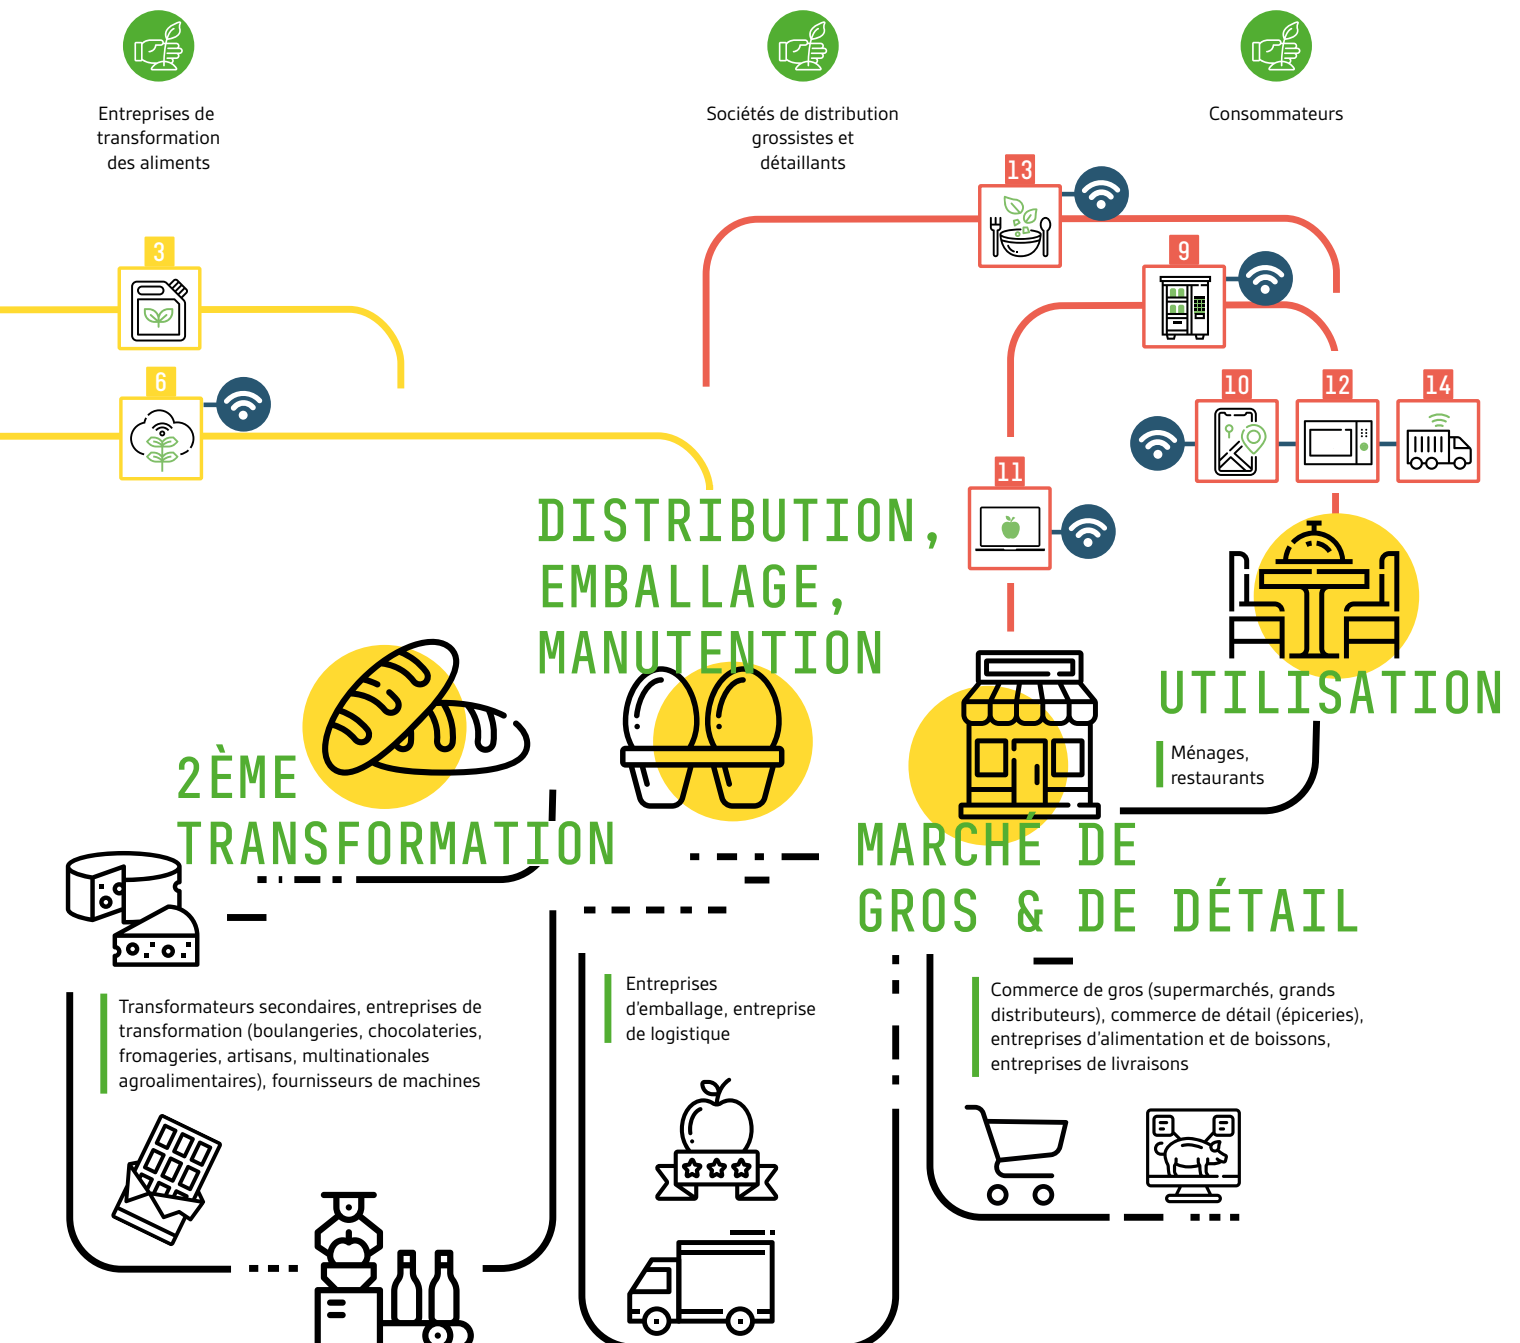 Entreprises de
transformation
des aliments
Sociétés de distribution
grossistes et
détaillants
Consommateurs
13
9
3
6
10
12
14
11
DISTRIBUTION,
EMBALLAGE,
MANUTENTION
UTILISATION
Ménages,
restaurants
2ÈME
TRANSFORMATION
MARCHÉ DE
GROS & DE DÉTAIL
Transformateurs secondaires, entreprises de
transformation (boulangeries, chocolateries,
fromageries, artisans, multinationales
agroalimentaires), fournisseurs de machines
Entreprises
d'emballage, entreprise
de logistique
Commerce de gros (supermarchés, grands
distributeurs), commerce de détail (épiceries),
entreprises d'alimentation et de boissons,
entreprises de livraisons